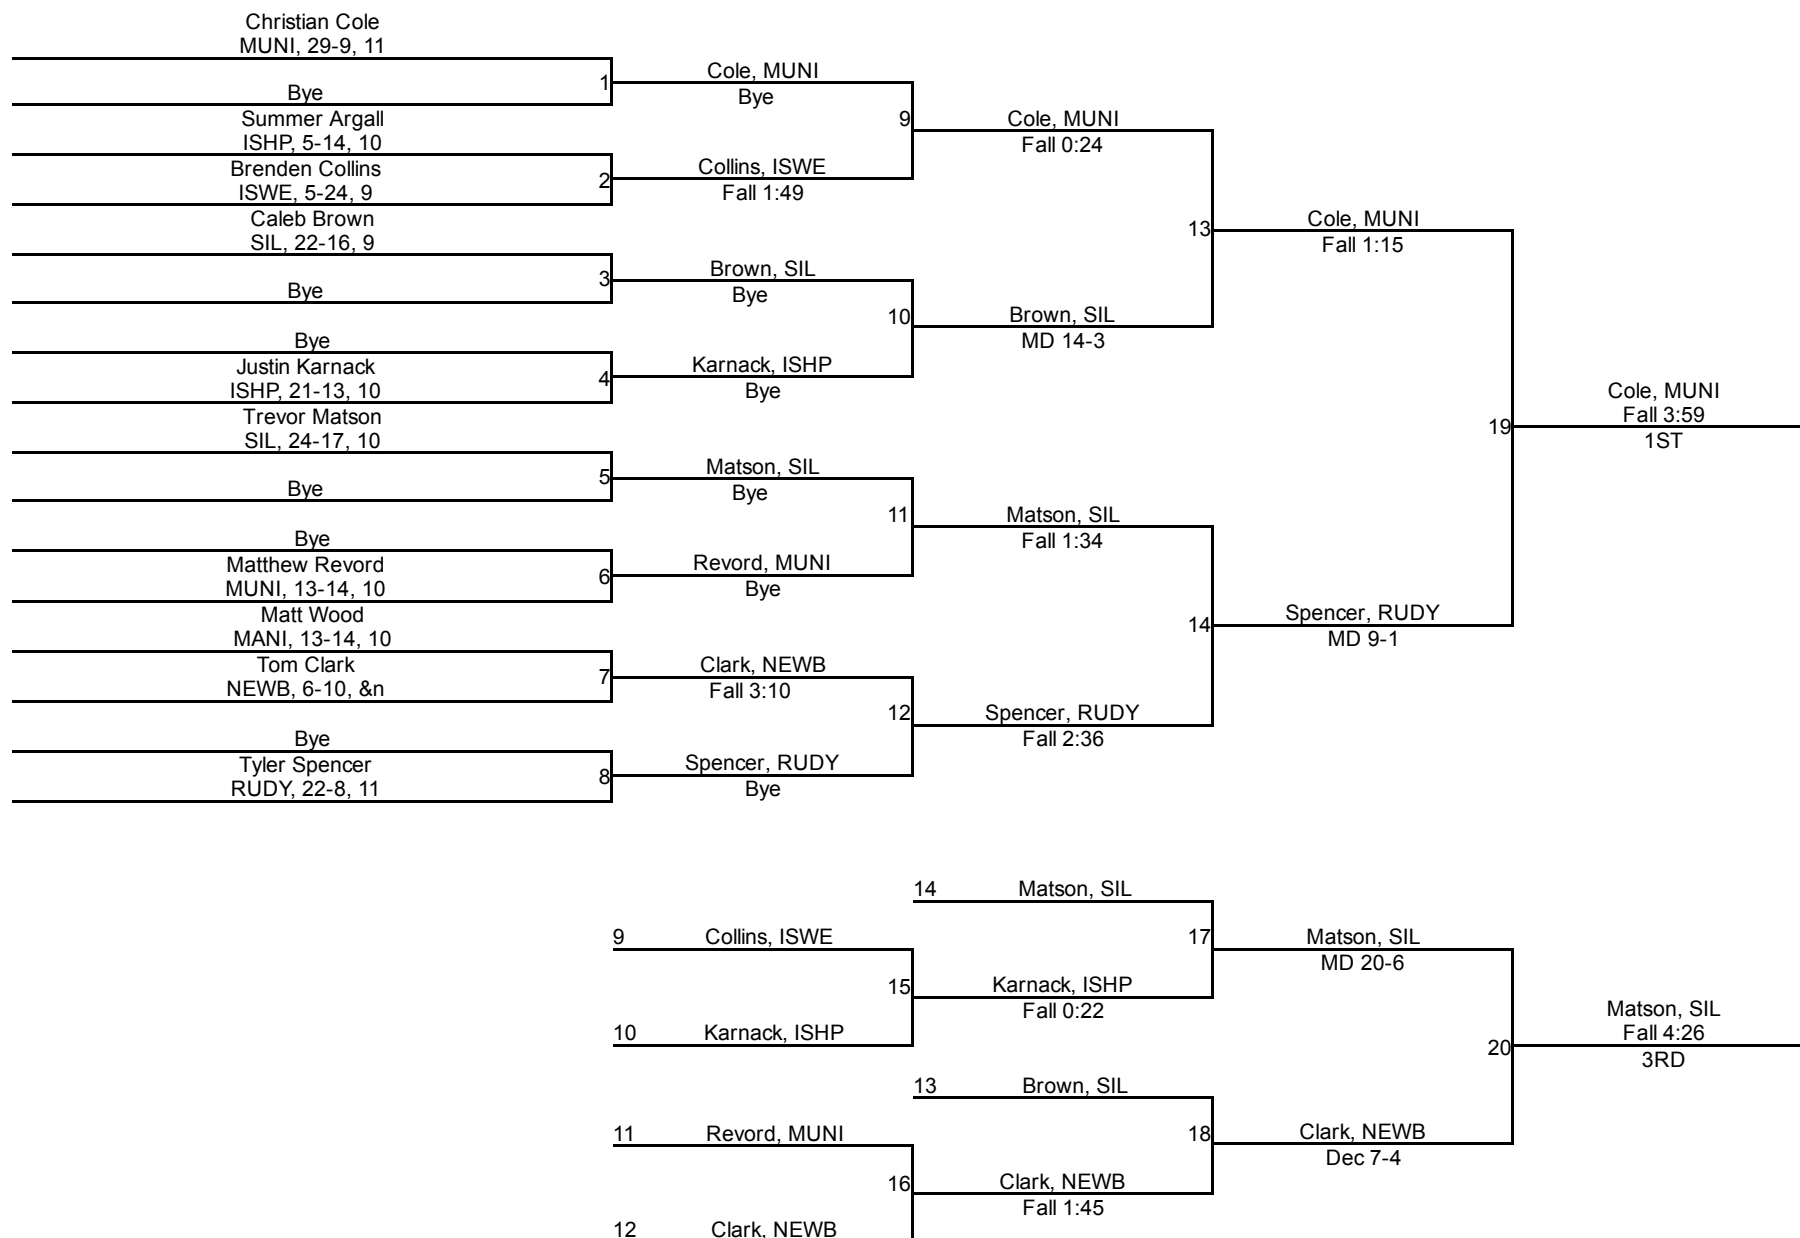 Christian Cole
MUNI, 29-9, 11
Bye
Summer Argall
ISHP, 5-14, 10
Brenden Collins
ISWE, 5-24, 9
Caleb Brown
SIL, 22-16, 9
Bye
Bye
Justin Karnack
ISHP, 21-13, 10
Trevor Matson
SIL, 24-17, 10
Bye
Bye
Matthew Revord
MUNI, 13-14, 10
Matt Wood
MANI, 13-14, 10
Tom Clark
NEWB, 6-10, &n
Bye
Tyler Spencer
RUDY, 22-8, 11
1
2
3
4
5
6
7
8
Cole, MUNI
Bye
Collins, ISWE
Fall 1:49
Brown, SIL
Bye
Karnack, ISHP
Bye
Matson, SIL
Bye
Revord, MUNI
Bye
Clark, NEWB
Fall 3:10
Spencer, RUDY
Bye
9
10
11
12
Cole, MUNI
Fall 0:24
Brown, SIL
MD 14-3
Matson, SIL
Fall 1:34
Spencer, RUDY
Fall 2:36
13
14
Cole, MUNI
Fall 1:15
Spencer, RUDY
MD 9-1
19
Cole, MUNI
Fall 3:59
1ST
9 Collins, ISWE
10 Karnack, ISHP
11 Revord, MUNI
12 Clark, NEWB
15
16
14 Matson, SIL
Karnack, ISHP
Fall 0:22
13 Brown, SIL
Clark, NEWB
Fall 1:45
17
18
Matson, SIL
MD 20-6
Clark, NEWB
Dec 7-4
20
Matson, SIL
Fall 4:26
3RD